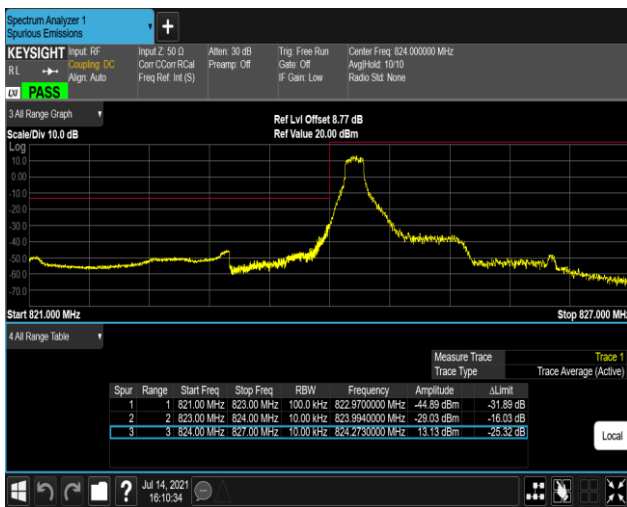 Spectrum Analyzer 1
Spurious Emissions
+
KEYSIGHT Input: RF Input Z: 50 Ω Atten: 30 dB Trig: Free Run Center Freq: 824.000000 MHz
RL Coupling: DC Corr CCorr RCal Preamp: Off Gate: Off Avg|Hold: 10/10
Align: Auto Freq Ref: Int (S) IF Gain: Low Radio Std: None
LXI PASS
3 All Range Graph
Ref Lvl Offset 8.77 dB
Scale/Div 10.0 dB Ref Value 20.00 dBm
Log
10.0
0.00
-10.0
-20.0
-30.0
-40.0
-50.0
-60.0
-70.0
Start 821.000 MHz Stop 827.000 MHz
4 All Range Table
Measure Trace Trace 1
Trace Type Trace Average (Active)
Spur Range Start Freq Stop Freq RBW Frequency Amplitude ΔLimit
1 1 821.00 MHz 823.00 MHz 100.0 kHz 822.9700000 MHz -44.89 dBm -31.89 dB
2 2 823.00 MHz 824.00 MHz 10.00 kHz 823.9940000 MHz -29.03 dBm -16.03 dB
3 3 824.00 MHz 827.00 MHz 10.00 kHz 824.2730000 MHz 13.13 dBm -25.32 dB
Local
? Jul 14, 2021
16:10:34